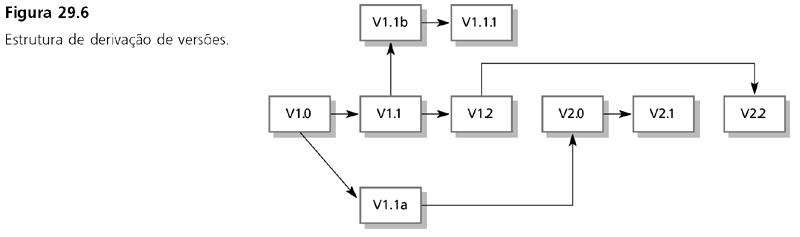 Figura 29.6
Estrutura de derivação de versões.
V1.1b
V1.1.1
V1.0
V1.1
V1.2
V2.0
V2.1
V2.2
V1.1a